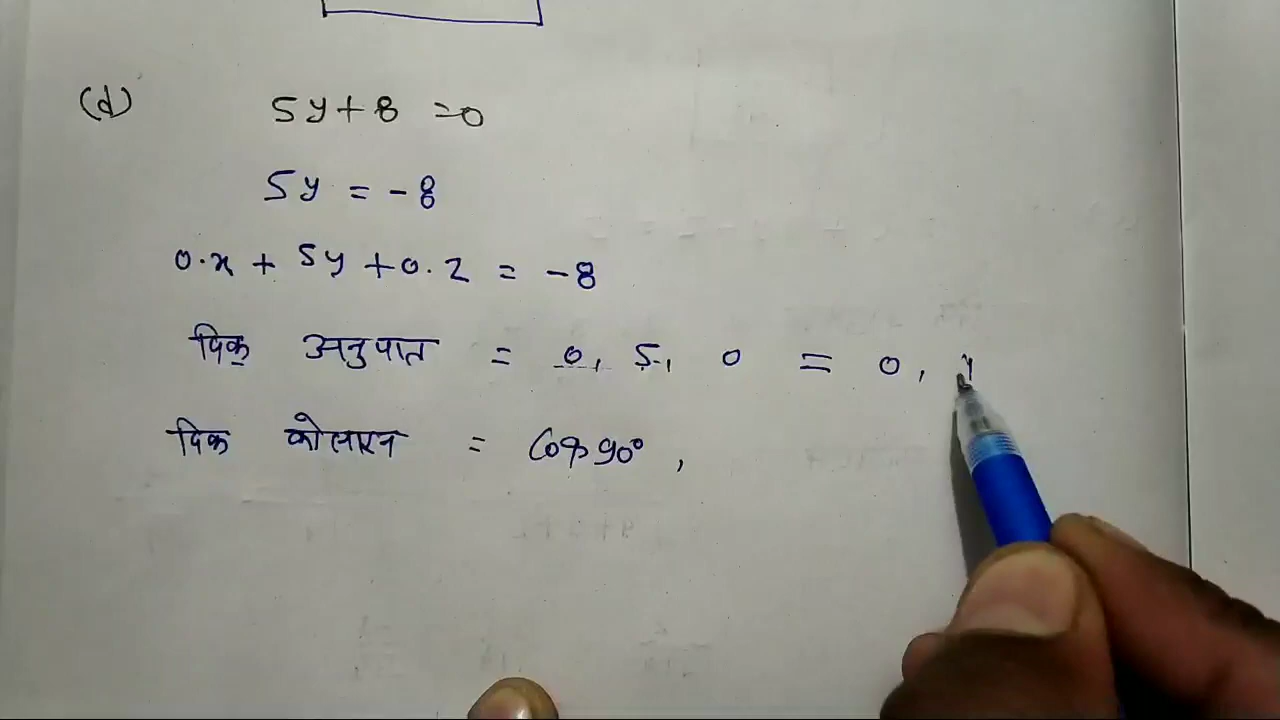 (d) 5y + 8 = 0
5y = -8
0.x + 5y + 0.z = -8
दिक् अनुपात = 0, 5, 0 = 0, 1
दिक कोसाइन = Cos 90°,